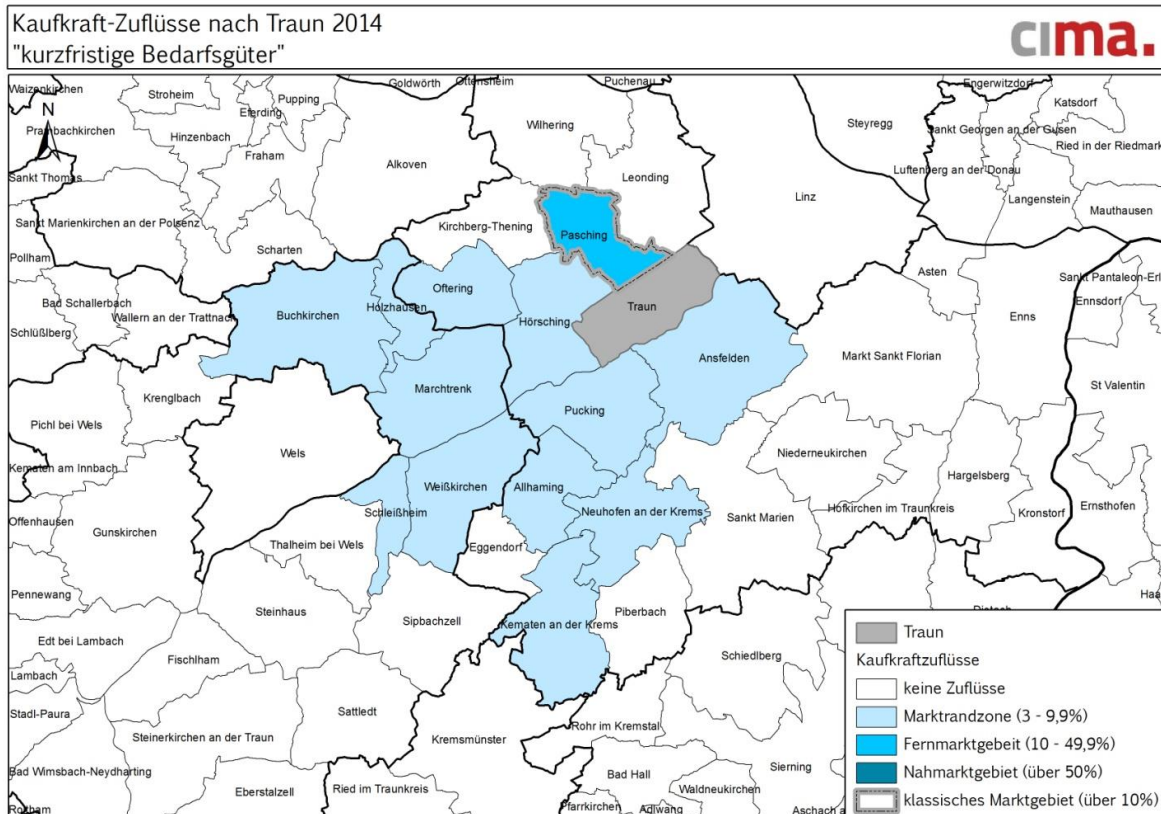 Kaufkraft-Zuflüsse nach Traun 2014
"kurzfristige Bedarfsgüter"
cima.
Waizenkirchen
Stroheim
Pupping
Goldwörth
Ottensheim
Puchenau
Engerwitzdorf
Katsdorf
N
Eferding
Prambachkirchen
Hinzenbach
Wilhering
Steyregg
Sankt Georgen an der Gusen
Ried in der Riedmark
Fraham
Alkoven
Sankt Thomas
Leonding
Linz
Luftenberg an der Donau
Langenstein
Mauthausen
Sankt Marienkirchen an der Polsenz
Kirchberg-Thening
Pasching
Pollham
Scharten
Asten
Sankt Pantaleon-Erl
Bad Schallerbach
Oftering
Holzhausen
Traun
Ennsdorf
Wallern an der Trattnach
Buchkirchen
Hörsching
Enns
Schlüßlberg
Ansfelden
Markt Sankt Florian
Marchtrenk
St Valentin
Krenglbach
Pucking
Pichl bei Wels
Wels
Niederneukirchen
Kematen am Innbach
Hargelsberg
Weißkirchen
Allhaming
Schleißheim
Neuhofen an der Krems
Hofkirchen im Traunkreis
Ernsthofen
Offenhausen
Gunskirchen
Sankt Marien
Kronstorf
Thalheim bei Wels
Eggendorf
Pennewang
Haa
Steinhaus
Piberbach
Dietach
Sipbachzell
Kematen an der Krems
Edt bei Lambach
Fischlham
Schiedlberg
Lambach
Sattledt
Stadl-Paura
Rohr im Kremstal
Steinerkirchen an der Traun
Kremsmünster
Sierning
Bad Wimsbach-Neydharting
Bad Hall
Eberstalzell
Ried im Traunkreis
Waldneukirchen
Roitham
Pfarrkirchen
Adlwang
Aschach a
Traun
Kaufkraftzuflüsse
keine Zuflüsse
Marktrandzone (3 - 9,9%)
Fernmarktgebeit (10 - 49,9%)
Nahmarktgebiet (über 50%)
klassisches Marktgebiet (über 10%)